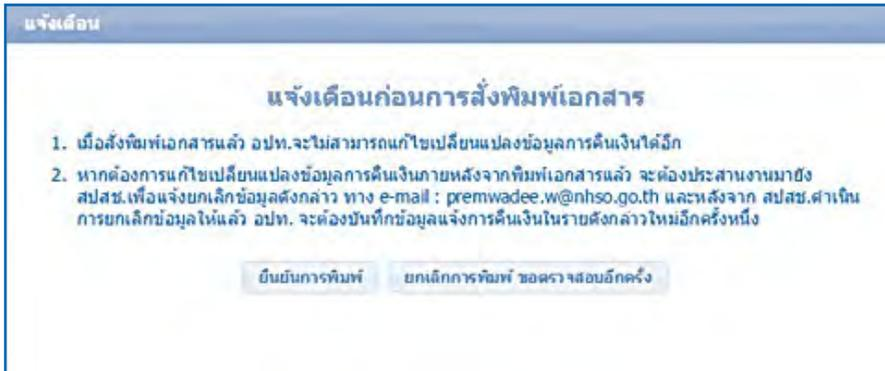 แจ้งเตือน
แจ้งเตือนก่อนการสั่งพิมพ์เอกสาร
1. เมื่อสั่งพิมพ์เอกสารแล้ว อปท.จะไม่สามารถแก้ไขเปลี่ยนแปลงข้อมูลการคืนเงินได้อีก
2. หากต้องการแก้ไขเปลี่ยนแปลงข้อมูลการคืนเงินภายหลังจากพิมพ์เอกสารแล้ว จะต้องประสานงานมายัง
สปสช.เพื่อแจ้งยกเลิกข้อมูลดังกล่าว ทาง e-mail : premwadee.w@nhso.go.th และหลังจาก สปสช.ดำเนิน
การยกเลิกข้อมูลให้แล้ว อปท. จะต้องบันทึกข้อมูลแจ้งการคืนเงินในรายดังกล่าวใหม่อีกครั้งหนึ่ง
ยืนยันการพิมพ์ ยกเลิกการพิมพ์ ขอตรวจสอบอีกครั้ง